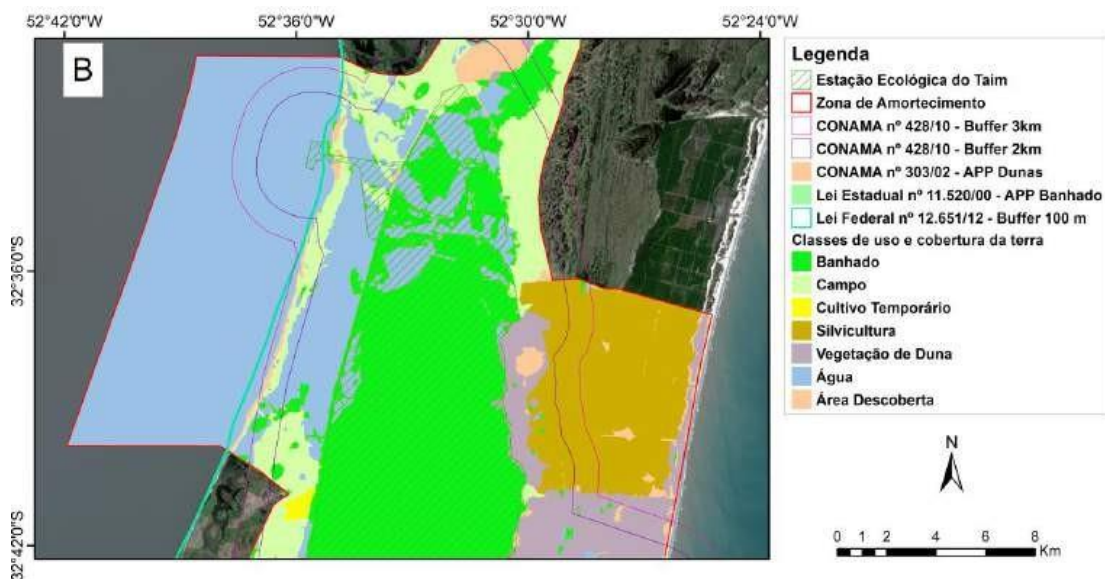 52°42'0"W 52°36'0"W 52°30'0"W 52°24'0"W
B
32°36'0"S
32°42'0"S
Legenda
Estação Ecológica do Taim
Zona de Amortecimento
CONAMA nº 428/10 - Buffer 3km
CONAMA nº 428/10 - Buffer 2km
CONAMA nº 303/02 - APP Dunas
Lei Estadual nº 11.520/00 - APP Banhado
Lei Federal nº 12.651/12 - Buffer 100 m
Classes de uso e cobertura da terra
Banhado
Campo
Cultivo Temporário
Silvicultura
Vegetação de Duna
Água
Área Descoberta
N
0 1 2 4 6 8
Km